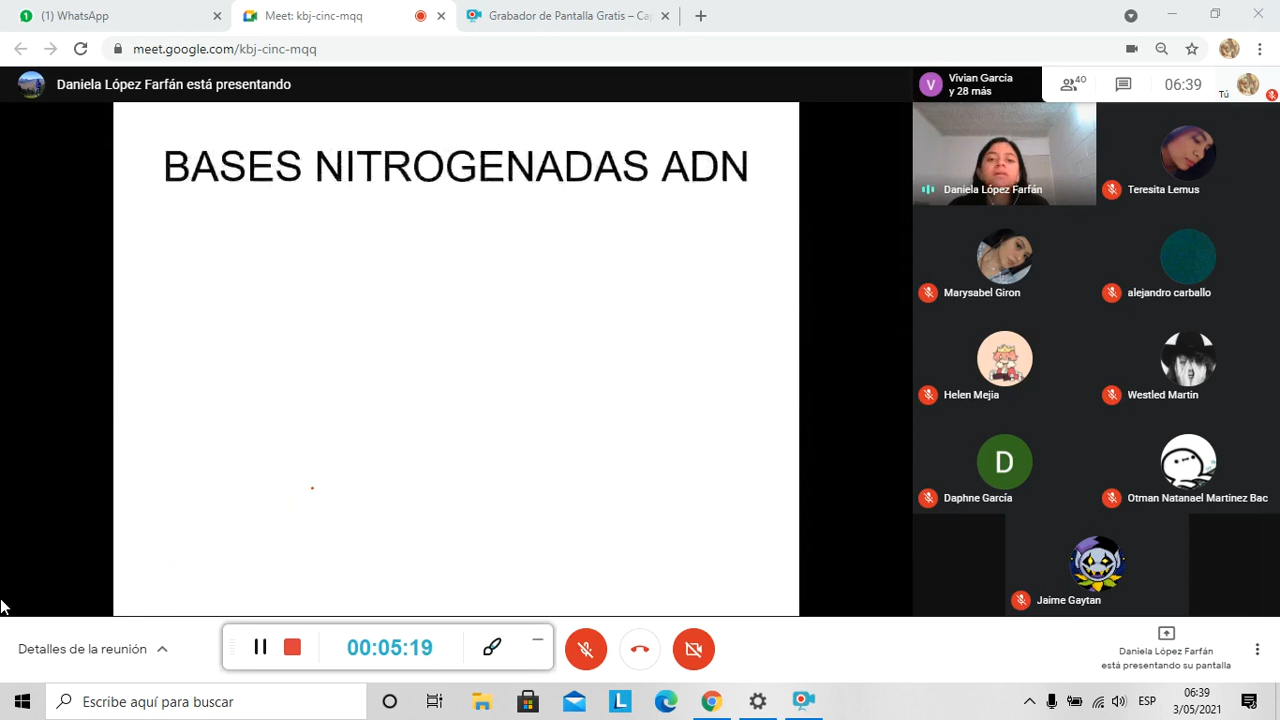 (1) WhatsApp
Meet: kbj-cinc-mqq
Grabador de Pantalla Gratis – Ca
meet.google.com/kbj-cinc-mqq
Daniela López Farfán está presentando
V
Vivian Garcia
y 28 más
40
06:39
Tú
BASES NITROGENADAS ADN
Daniela López Farfán
Teresita Lemus
Marysabel Giron
alejandro carballo
Helen Mejia
Westled Martin
D
Daphne García
Otman Natanael Martinez Bac
Jaime Gaytan
Detalles de la reunión
00:05:19
Daniela López Farfán
está presentando su pantalla
Escribe aquí para buscar
L
ESP
06:39
3/05/2021